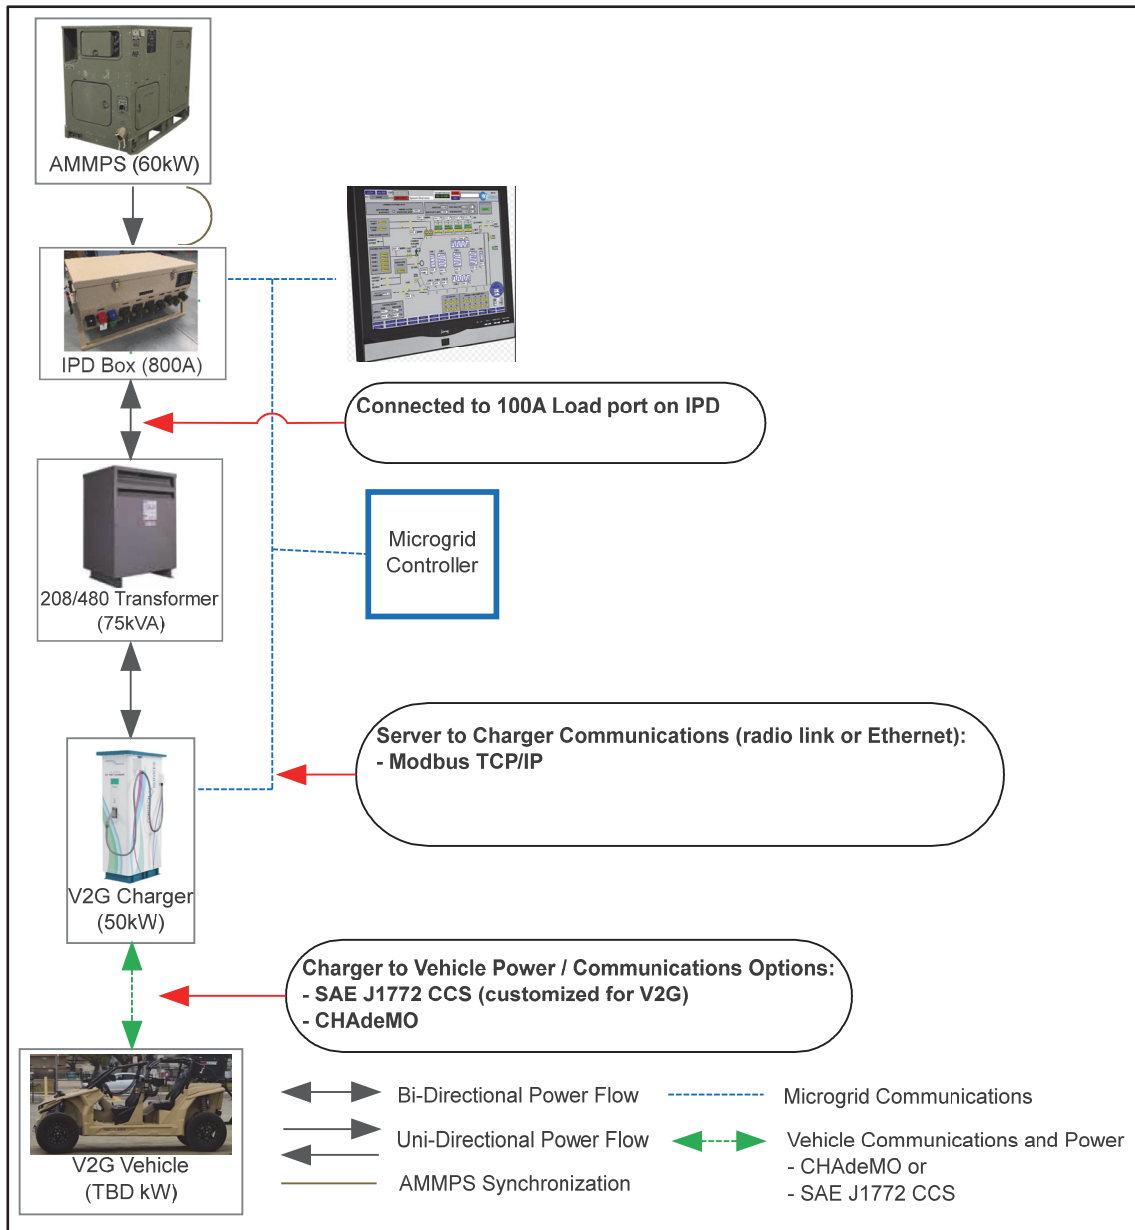 AMMPS (60kW)
IPD Box (800A)
Connected to 100A Load port on IPD
208/480 Transformer
(75kVA)
Microgrid
Controller
Server to Charger Communications (radio link or Ethernet):
- Modbus TCP/IP
V2G Charger
(50kW)
Charger to Vehicle Power / Communications Options:
- SAE J1772 CCS (customized for V2G)
- CHAdeMO
V2G Vehicle
(TBD kW)
Bi-Directional Power Flow
Uni-Directional Power Flow
AMMPS Synchronization
Microgrid Communications
Vehicle Communications and Power
- CHAdeMO or
- SAE J1772 CCS